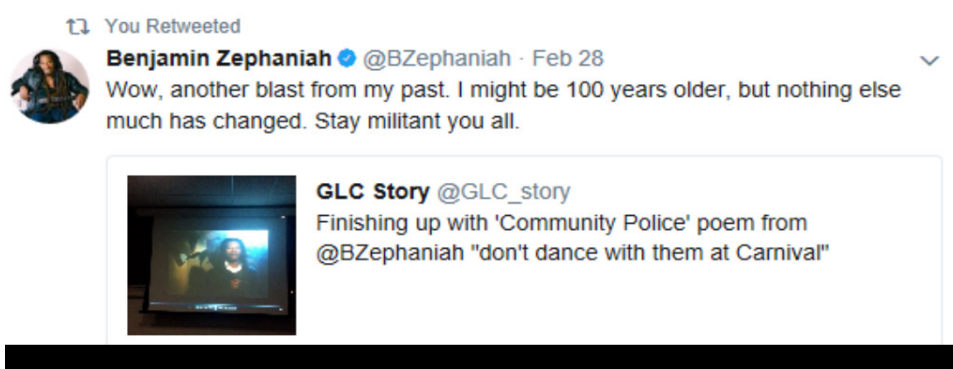 You Retweeted
Benjamin Zephaniah @BZephaniah · Feb 28
Wow, another blast from my past. I might be 100 years older, but nothing else
much has changed. Stay militant you all.
GLC Story @GLC_story
Finishing up with 'Community Police' poem from
@BZephaniah "don't dance with them at Carnival"